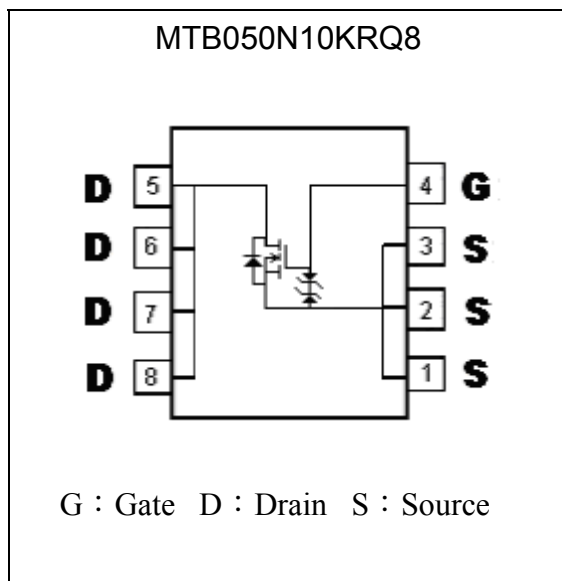 MTB050N10KRQ8
D 5 4 G
D 6 3 S
D 7 2 S
D 8 1 S
G：Gate D：Drain S：Source